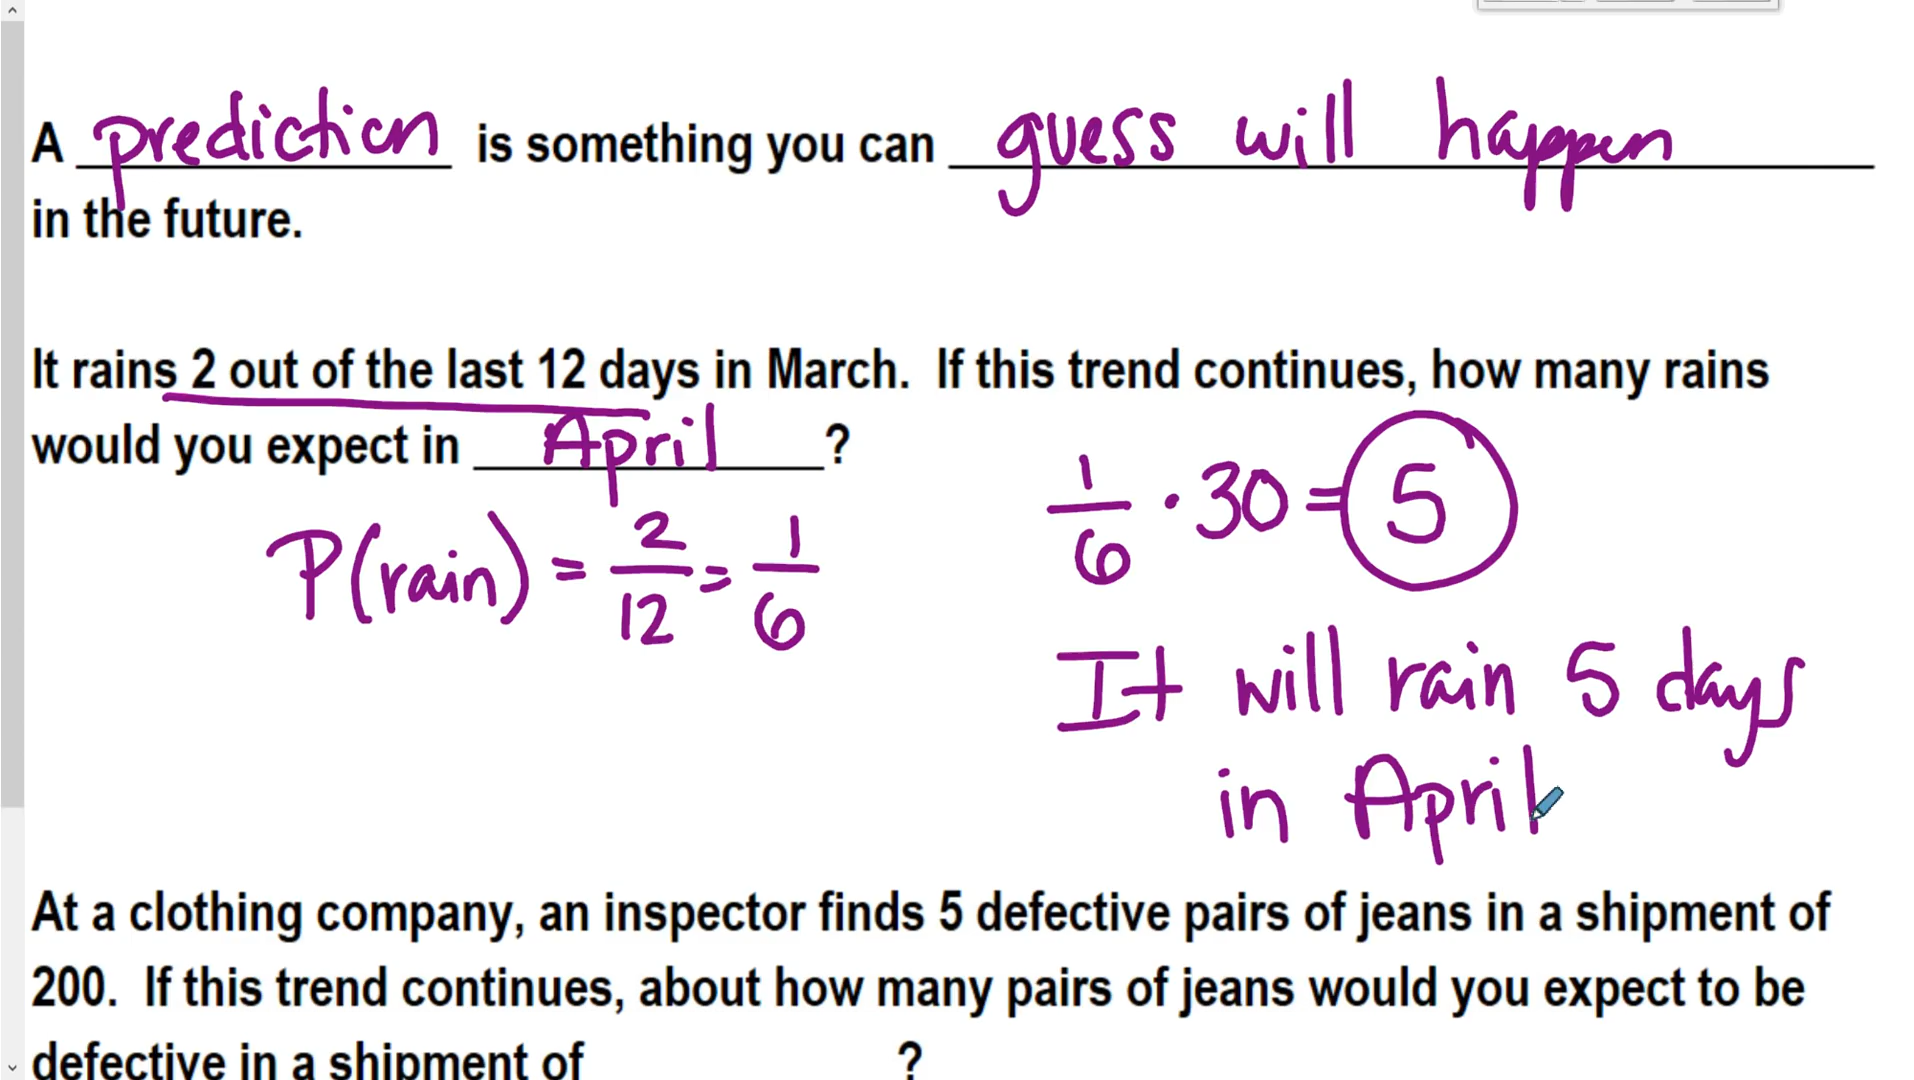 A prediction is something you can guess will happen
in the future.
It rains 2 out of the last 12 days in March. If this trend continues, how many rains
would you expect in April ?
P(rain) = 2/12 = 1/6
1/6 · 30 = 5
It will rain 5 days
in April
At a clothing company, an inspector finds 5 defective pairs of jeans in a shipment of
200. If this trend continues, about how many pairs of jeans would you expect to be
defective in a shipment of ?